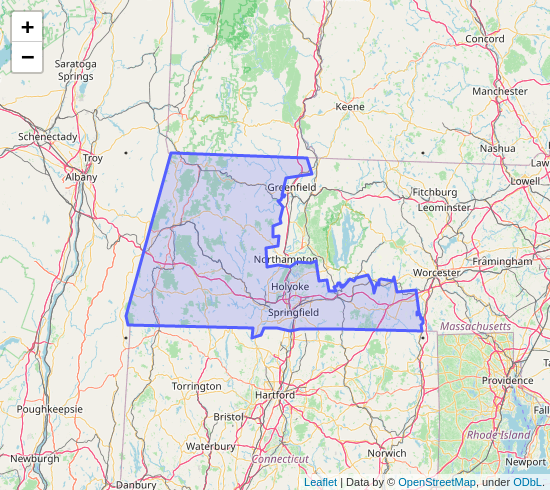 +
−
Concord
Saratoga
Springs
Manchester
Keene
Schenectady
Troy
Nashua
Law
Albany
Lowell
Greenfield
Fitchburg
Leominster
Northampton
Framingham
Worcester
Holyoke
Springfield
Massachusetts
Torrington
Providence
Hartford
Poughkeepsie
Bristol
Fall
Rhode Island
Waterbury
Norwich
Newburgh
Connecticut
Newport
Danbury
Leaflet | Data by © OpenStreetMap, under ODbL.